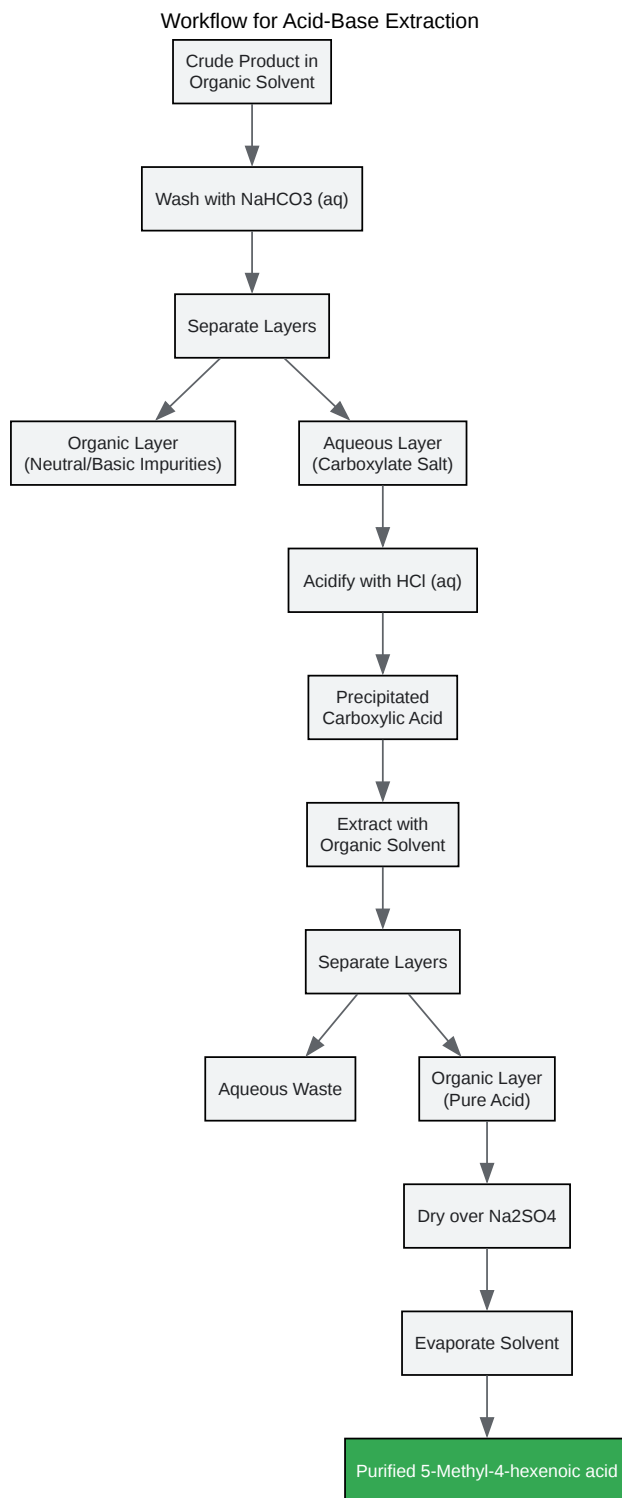 Workflow for Acid-Base Extraction
Crude Product in
Organic Solvent
Wash with NaHCO3 (aq)
Separate Layers
Organic Layer
(Neutral/Basic Impurities)
Aqueous Layer
(Carboxylate Salt)
Acidify with HCl (aq)
Precipitated
Carboxylic Acid
Extract with
Organic Solvent
Separate Layers
Aqueous Waste
Organic Layer
(Pure Acid)
Dry over Na2SO4
Evaporate Solvent
Purified 5-Methyl-4-hexenoic acid